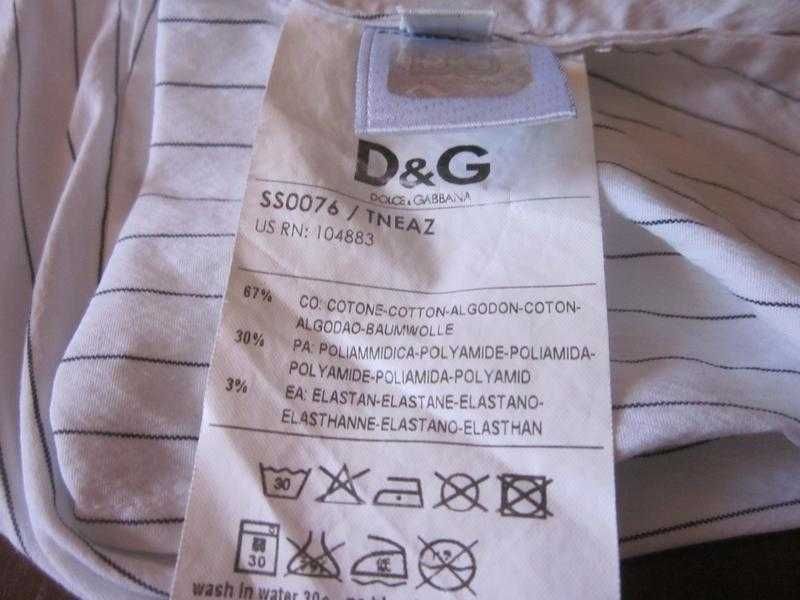 D&G
DOLCE & GABBANA
SS0076 / TNEAZ
US RN: 104883
67% CO: COTONE-COTTON-ALGODON-COTON-
ALGODAO-BAUMWOLLE
30% PA: POLIAMMIDICA-POLYAMIDE-POLIAMIDA-
POLYAMIDE-POLIAMIDA-POLYAMID
3% EA: ELASTAN-ELASTANE-ELASTANO-
ELASTHANNE-ELASTANO-ELASTHAN
30
30
wash in water 30°